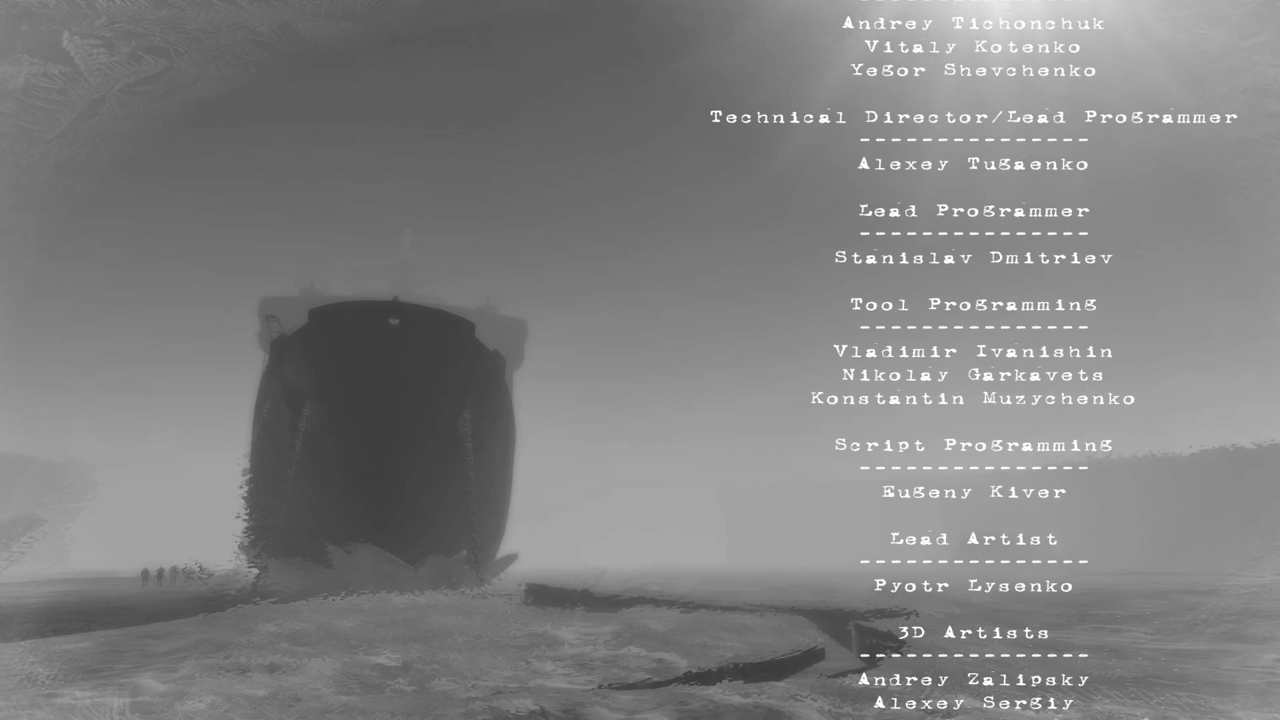 Andrey Tichonchuk
Vitaly Kotenko
Yegor Shevchenko
Technical Director/Lead Programmer
---------------
Alexey Tugaenko
Lead Programmer
---------------
Stanislav Dmitriev
Tool Programming
---------------
Vladimir Ivanishin
Nikolay Garkavets
Konstantin Muzychenko
Script Programming
---------------
Eugeny Kiver
Lead Artist
---------------
Pyotr Lysenko
3D Artists
---------------
Andrey Zalipsky
Alexey Sergiy